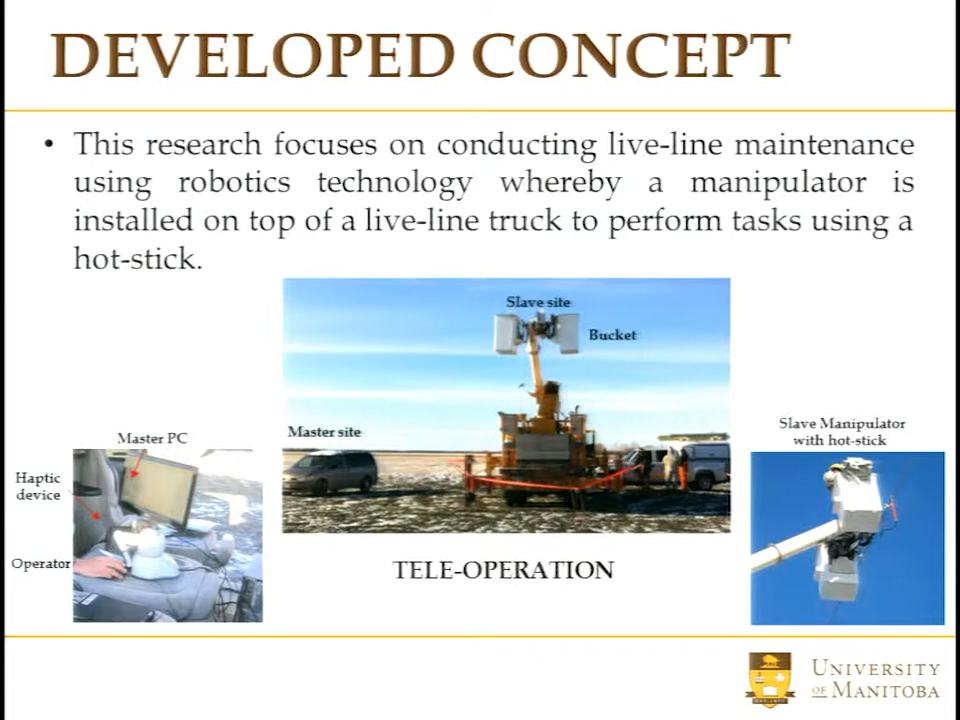 DEVELOPED CONCEPT
• This research focuses on conducting live-line maintenance
using robotics technology whereby a manipulator is
installed on top of a live-line truck to perform tasks using a
hot-stick.
Slave site
Bucket
Master site
Master PC
Haptic
device
Operator
Slave Manipulator
with hot-stick
TELE-OPERATION
UNIVERSITY
OF MANITOBA